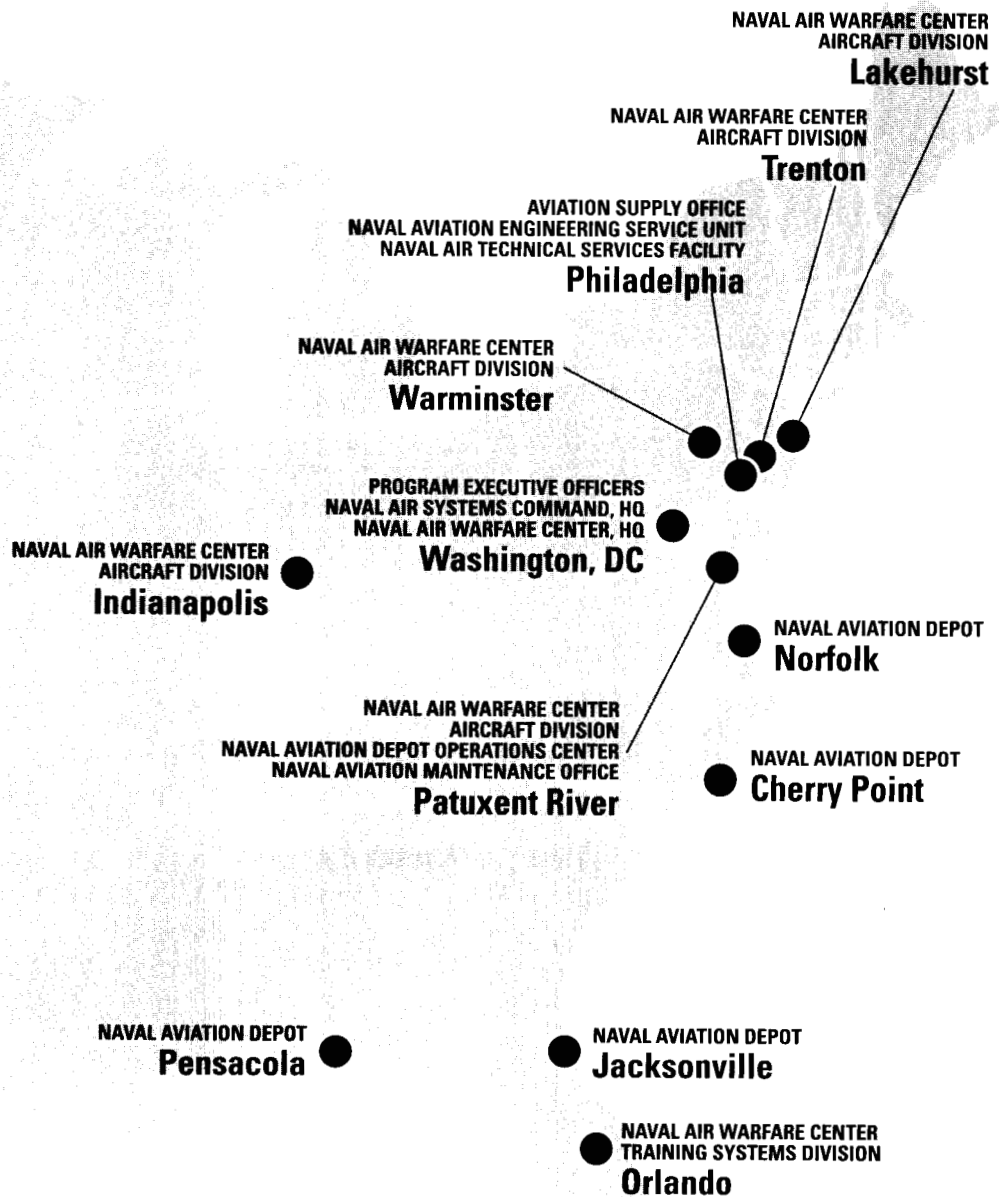 NAVAL AIR WARFARE CENTER
AIRCRAFT DIVISION
Lakehurst
NAVAL AIR WARFARE CENTER
AIRCRAFT DIVISION
Trenton
AVIATION SUPPLY OFFICE
NAVAL AVIATION ENGINEERING SERVICE UNIT
NAVAL AIR TECHNICAL SERVICES FACILITY
Philadelphia
NAVAL AIR WARFARE CENTER
AIRCRAFT DIVISION
Warminster
PROGRAM EXECUTIVE OFFICERS
NAVAL AIR SYSTEMS COMMAND, HQ
NAVAL AIR WARFARE CENTER, HQ
Washington, DC
NAVAL AIR WARFARE CENTER
AIRCRAFT DIVISION
Indianapolis
NAVAL AVIATION DEPOT
Norfolk
NAVAL AIR WARFARE CENTER
AIRCRAFT DIVISION
NAVAL AVIATION DEPOT OPERATIONS CENTER
NAVAL AVIATION MAINTENANCE OFFICE
Patuxent River
NAVAL AVIATION DEPOT
Cherry Point
NAVAL AVIATION DEPOT
Pensacola
NAVAL AVIATION DEPOT
Jacksonville
NAVAL AIR WARFARE CENTER
TRAINING SYSTEMS DIVISION
Orlando